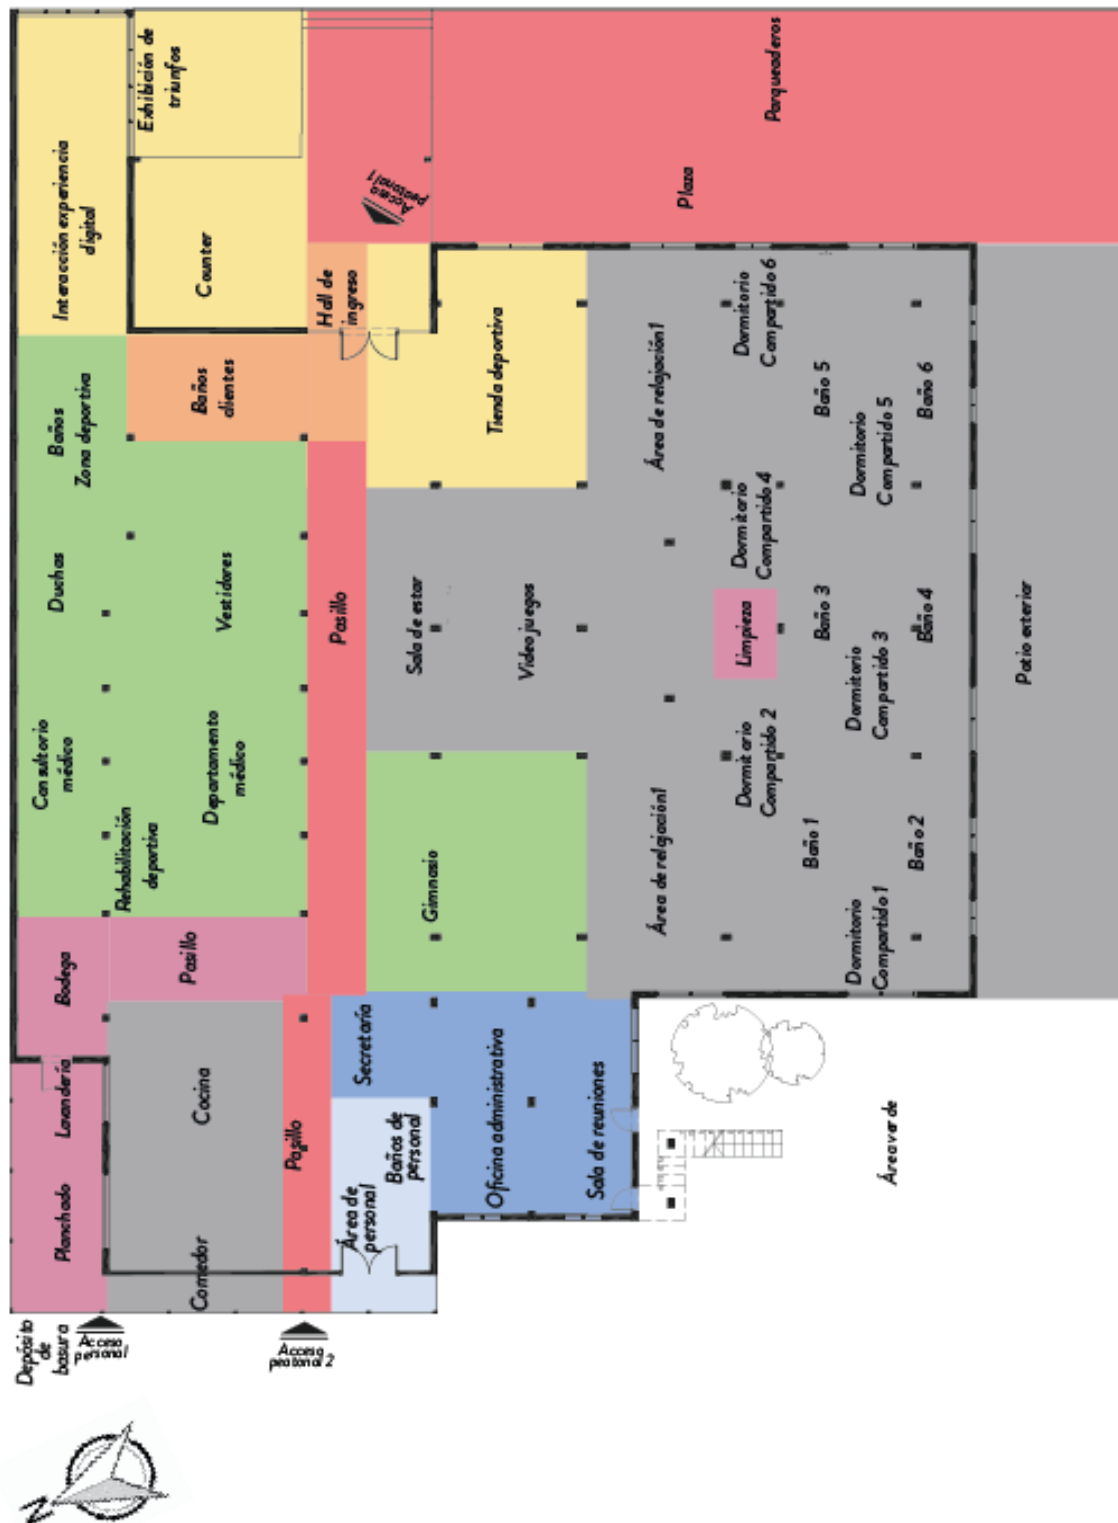 Interacción experiencia
digital
Exhibición de
triunfos
Counter
Hall de
ingreso
Acceso
peatonal 1
Parqueaderos
Plaza
Baños
Zona deportiva
Baños
clientes
Tienda deportiva
Área de relajación1
Dormitorio
Compartido 6
Baño 5
Dormitorio
Compartido 5
Baño 6
Duchas
Vestidores
Pasillo
Sala de estar
Video juegos
Dormitorio
Compartido 4
Limpieza
Baño 3
Dormitorio
Compartido 3
Baño 4
Patio exterior
Consultorio
médico
Rehabilitación
deportiva
Departamento
médico
Gimnasio
Área de relajación1
Dormitorio
Compartido 2
Baño 1
Dormitorio
Compartido 1
Baño 2
Bodega
Pasillo
Lavandería
Planchado
Cocina
Comedor
Pasillo
Secretaría
Baños de
personal
Área de
personal
Oficina administrativa
Sala de reuniones
Área verde
Depósito
de
basura
Acceso
personal
Acceso
peatonal 2
N